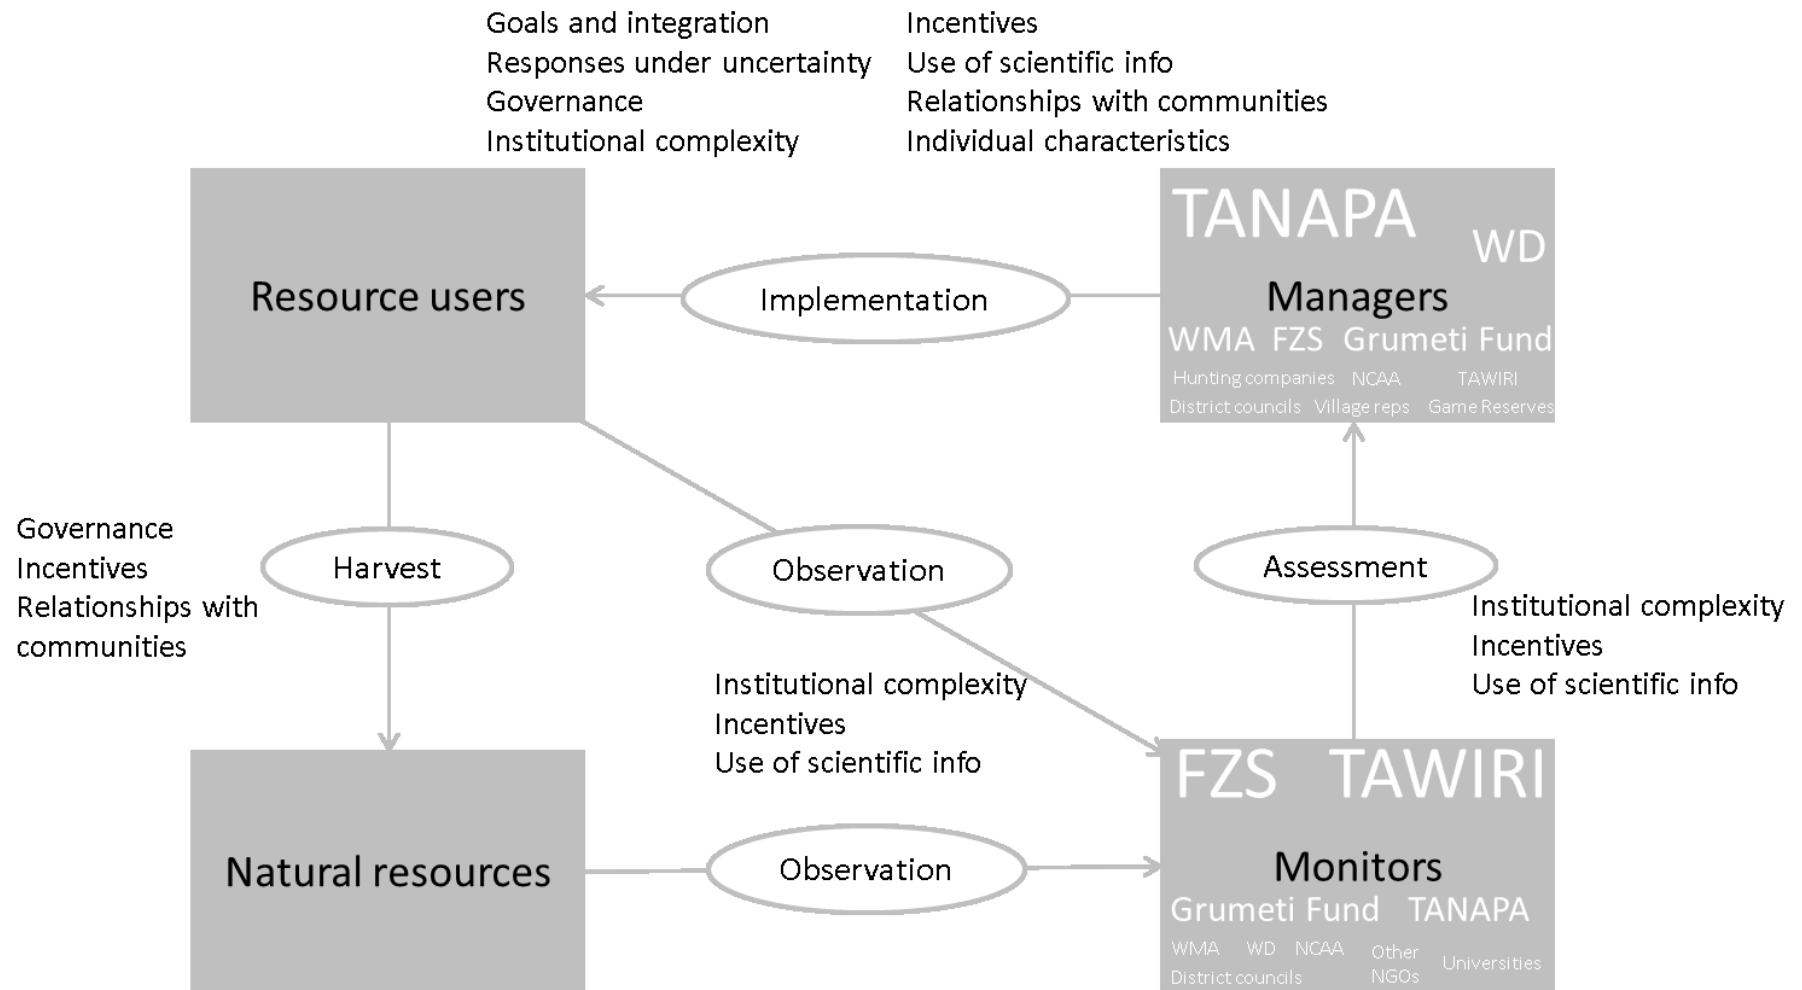 Goals and integration
Responses under uncertainty
Governance
Institutional complexity
Incentives
Use of scientific info
Relationships with communities
Individual characteristics
Resource users
Implementation
TANAPA
WD
Managers
WMA FZS Grumeti Fund
Hunting companies NCAA TAWIRI
District councils Village reps Game Reserves
Governance
Incentives
Relationships with
communities
Harvest
Observation
Assessment
Institutional complexity
Incentives
Use of scientific info
Institutional complexity
Incentives
Use of scientific info
Natural resources
Observation
FZS TAWIRI
Monitors
Grumeti Fund TANAPA
WMA WD NCAA Other
NGOs
Universities
District councils